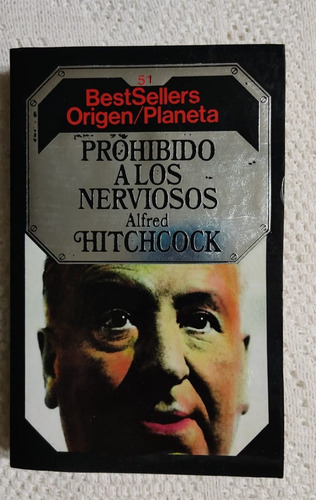 51
BestSellers
Origen/Planeta
PROHIBIDO
A LOS
NERVIOSOS
Alfred
HITCHCOCK